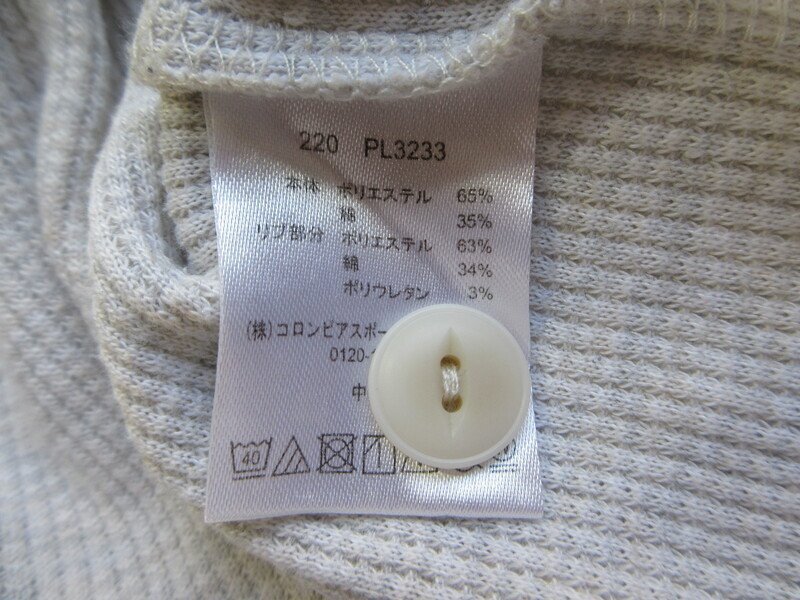 220 PL3233
本体 ポリエステル 65%
綿 35%
リブ部分 ポリエステル 63%
綿 34%
ポリウレタン 3%
(株)コロンビアスポー
0120-
中
40